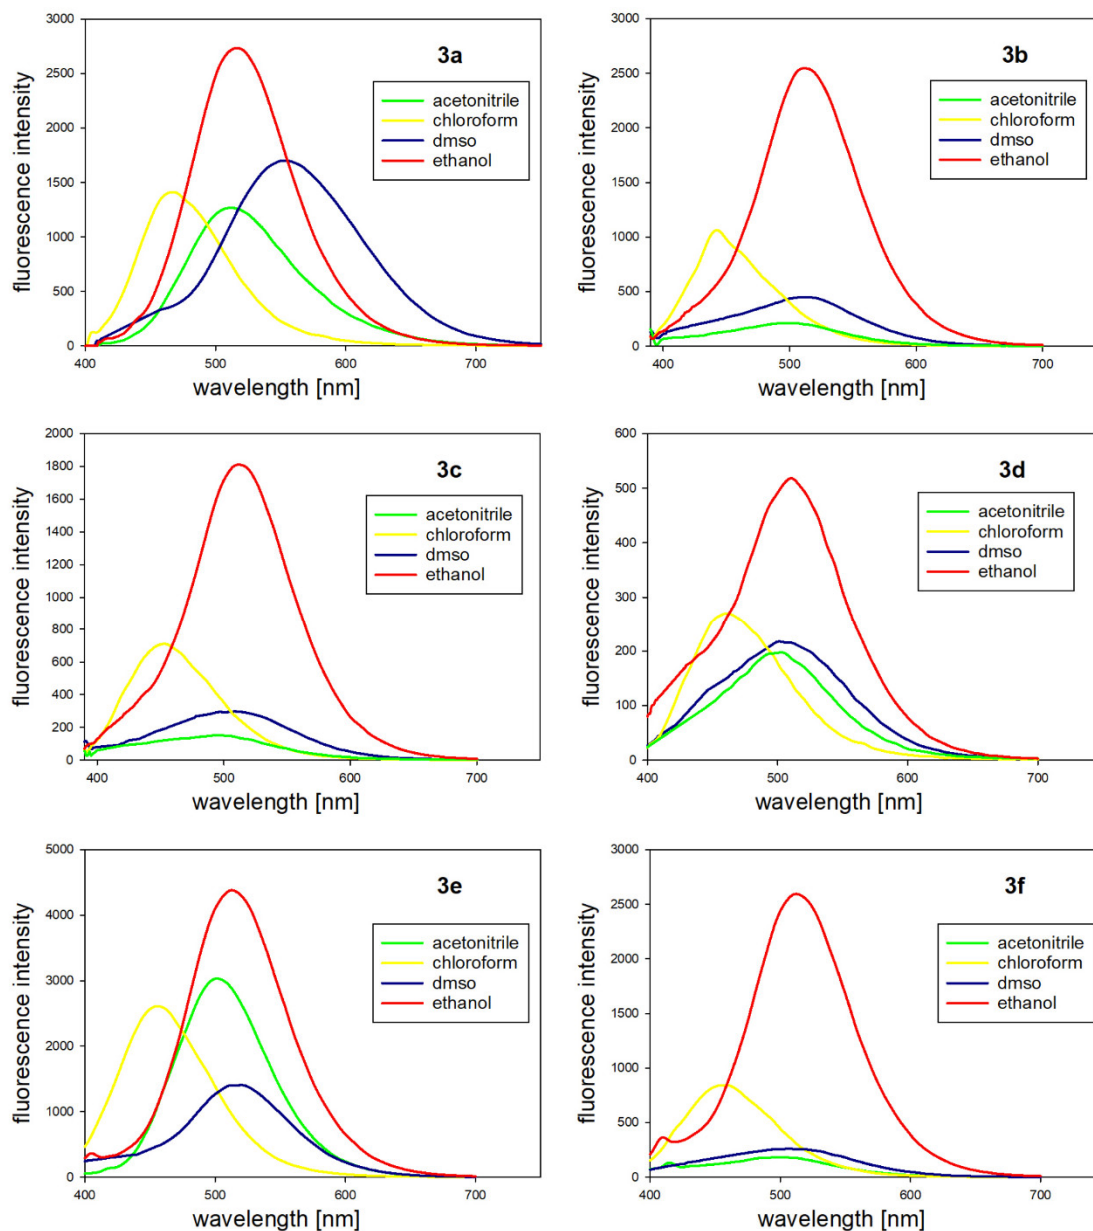 3a
acetonitrile
chloroform
dmso
ethanol
fluorescence intensity
3000
2500
2000
1500
1000
500
0
400 500 600 700
wavelength [nm]
3b
acetonitrile
chloroform
dmso
ethanol
fluorescence intensity
3000
2500
2000
1500
1000
500
0
400 500 600 700
wavelength [nm]
3c
acetonitrile
chloroform
dmso
ethanol
fluorescence intensity
2000
1800
1600
1400
1200
1000
800
600
400
200
0
400 500 600 700
wavelength [nm]
3d
acetonitrile
chloroform
dmso
ethanol
fluorescence intensity
600
500
400
300
200
100
0
400 500 600 700
wavelength [nm]
3e
acetonitrile
chloroform
dmso
ethanol
fluorescence intensity
5000
4000
3000
2000
1000
0
400 500 600 700
wavelength [nm]
3f
acetonitrile
chloroform
dmso
ethanol
fluorescence intensity
3000
2500
2000
1500
1000
500
0
400 500 600 700
wavelength [nm]